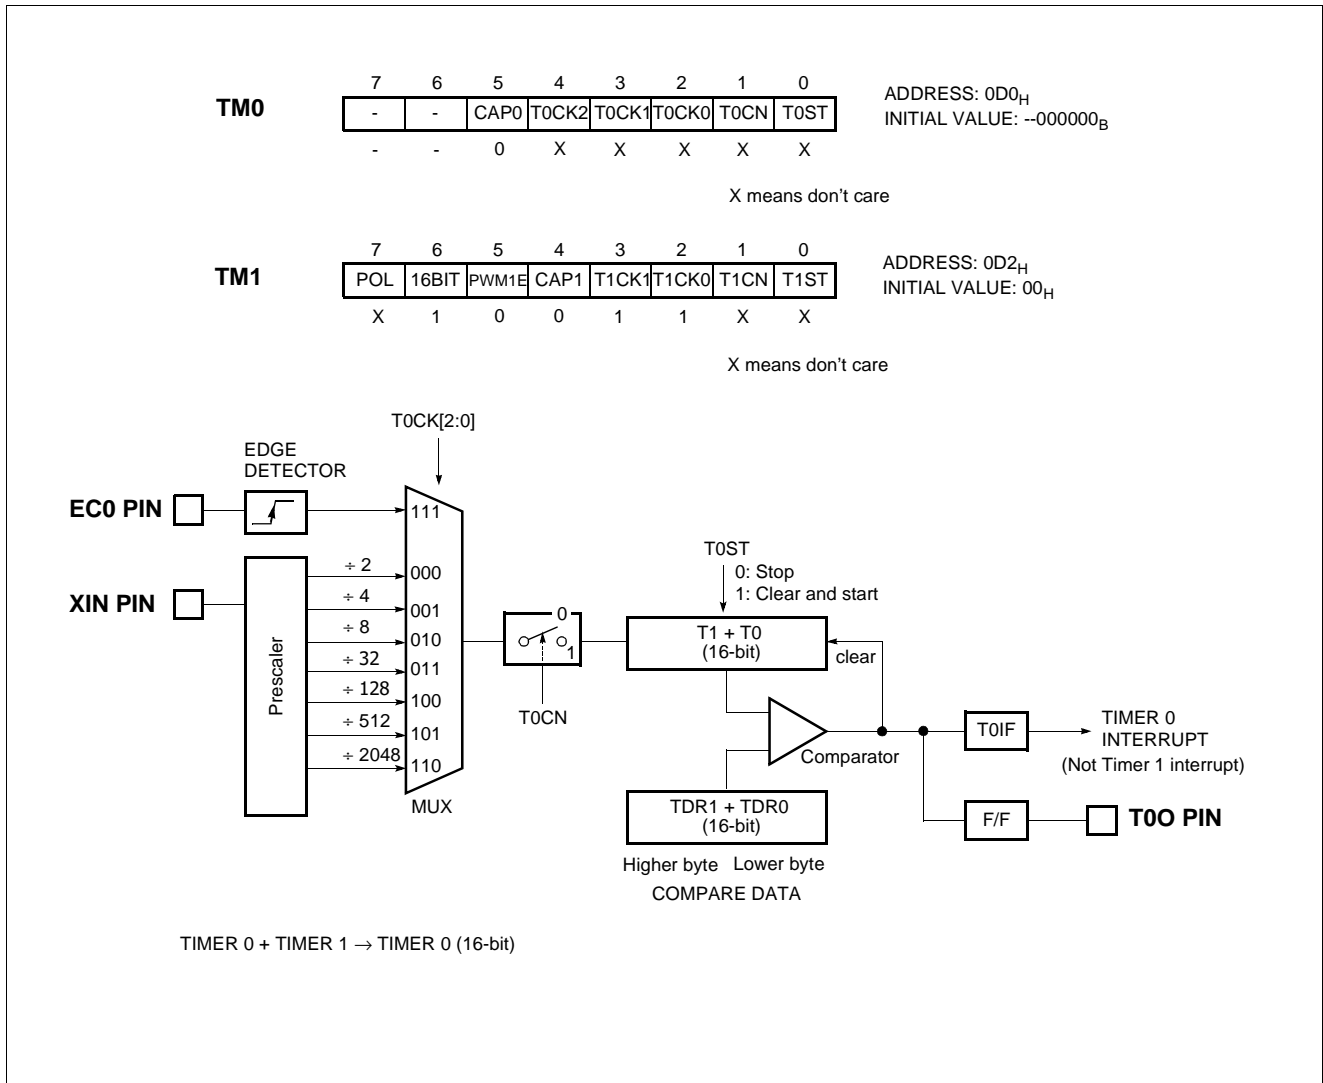 7 6 5 4 3 2 1 0
TM0
- - CAP0 T0CK2 T0CK1 T0CK0 T0CN T0ST
ADDRESS: 0D0H
INITIAL VALUE: --000000B
- - 0 X X X X X
X means don't care
7 6 5 4 3 2 1 0
TM1
POL 16BIT PWM1E CAP1 T1CK1 T1CK0 T1CN T1ST
ADDRESS: 0D2H
INITIAL VALUE: 00H
X 1 0 0 1 1 X X
X means don't care
T0CK[2:0]
EDGE
DETECTOR
EC0 PIN
111
XIN PIN
Prescaler
÷ 2 000
÷ 4 001
÷ 8 010
÷ 32 011
÷ 128 100
÷ 512 101
÷ 2048 110
MUX
0
1
T0CN
T0ST
0: Stop
1: Clear and start
T1 + T0
(16-bit)
clear
Comparator
T0IF
TIMER 0
INTERRUPT
(Not Timer 1 interrupt)
TDR1 + TDR0
(16-bit)
F/F
T0O PIN
Higher byte Lower byte
COMPARE DATA
TIMER 0 + TIMER 1 → TIMER 0 (16-bit)